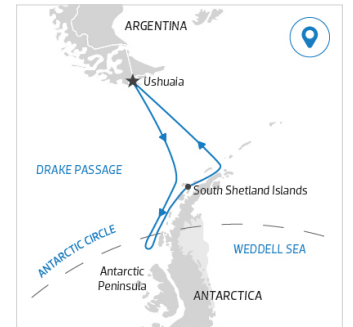 ARGENTINA
Ushuaia
DRAKE PASSAGE
South Shetland Islands
ANTARCTIC CIRCLE
WEDDELL SEA
Antarctic
Peninsula
ANTARCTICA